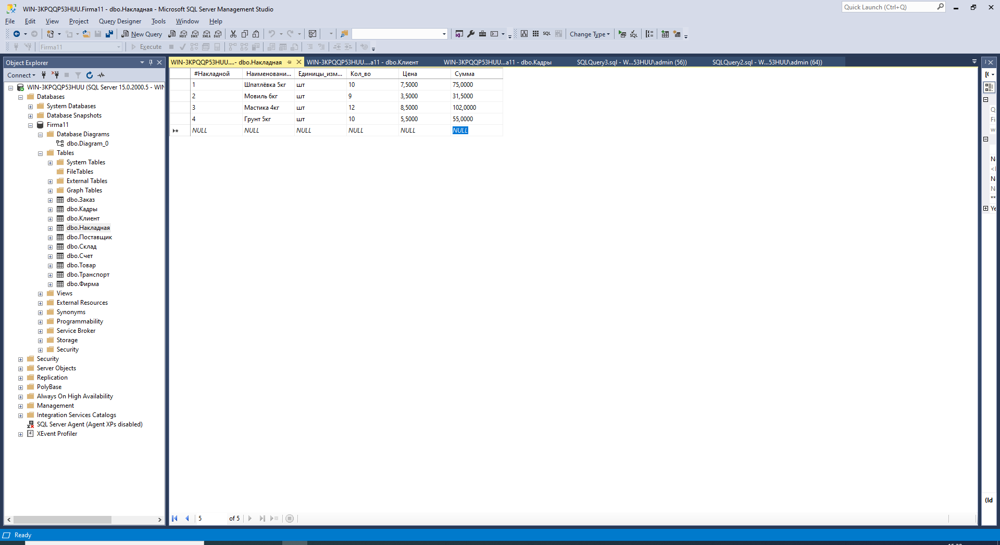 WIN-3KPQQP53HUU.Firma11 - dbo.Накладная - Microsoft SQL Server Management Studio
Quick Launch (Ctrl+Q)
File Edit View Project Query Designer Tools Window Help
New Query MDX DMX XMLA DAX SQL Change Type
Firma11 Execute
Object Explorer
WIN-3KPQQP53HUU....- dbo.Накладная WIN-3KPQQP53HUU....a11 - dbo.Клиент WIN-3KPQQP53HUU...a11 - dbo.Кадры SQLQuery3.sql - W...53HUU\admin (56)) SQLQuery2.sql - W...53HUU\admin (64))
Connect
WIN-3KPQQP53HUU (SQL Server 15.0.2000.5 - WIN
Databases
System Databases
Database Snapshots
Firma11
Database Diagrams
dbo.Diagram_0
Tables
System Tables
FileTables
External Tables
Graph Tables
dbo.Заказ
dbo.Кадры
dbo.Клиент
dbo.Накладная
dbo.Поставщик
dbo.Склад
dbo.Счет
dbo.Товар
dbo.Транспорт
dbo.Фирма
Views
External Resources
Synonyms
Programmability
Service Broker
Storage
Security
Security
Server Objects
Replication
PolyBase
Always On High Availability
Management
Integration Services Catalogs
SQL Server Agent (Agent XPs disabled)
XEvent Profiler
#Накладной Наименовани... Единицы_изм... Кол_во Цена Сумма
1 Шпатлёвка 5кг шт 10 7,5000 75,0000
2 Мовиль 6кг шт 9 3,5000 31,5000
3 Мастика 4кг шт 12 8,5000 102,0000
4 Грунт 5кг шт 10 5,5000 55,0000
NULL NULL NULL NULL NULL NULL
5 of 5
Q
Fi
w
N
<I
N
N
**
Ye
(Id
Ready